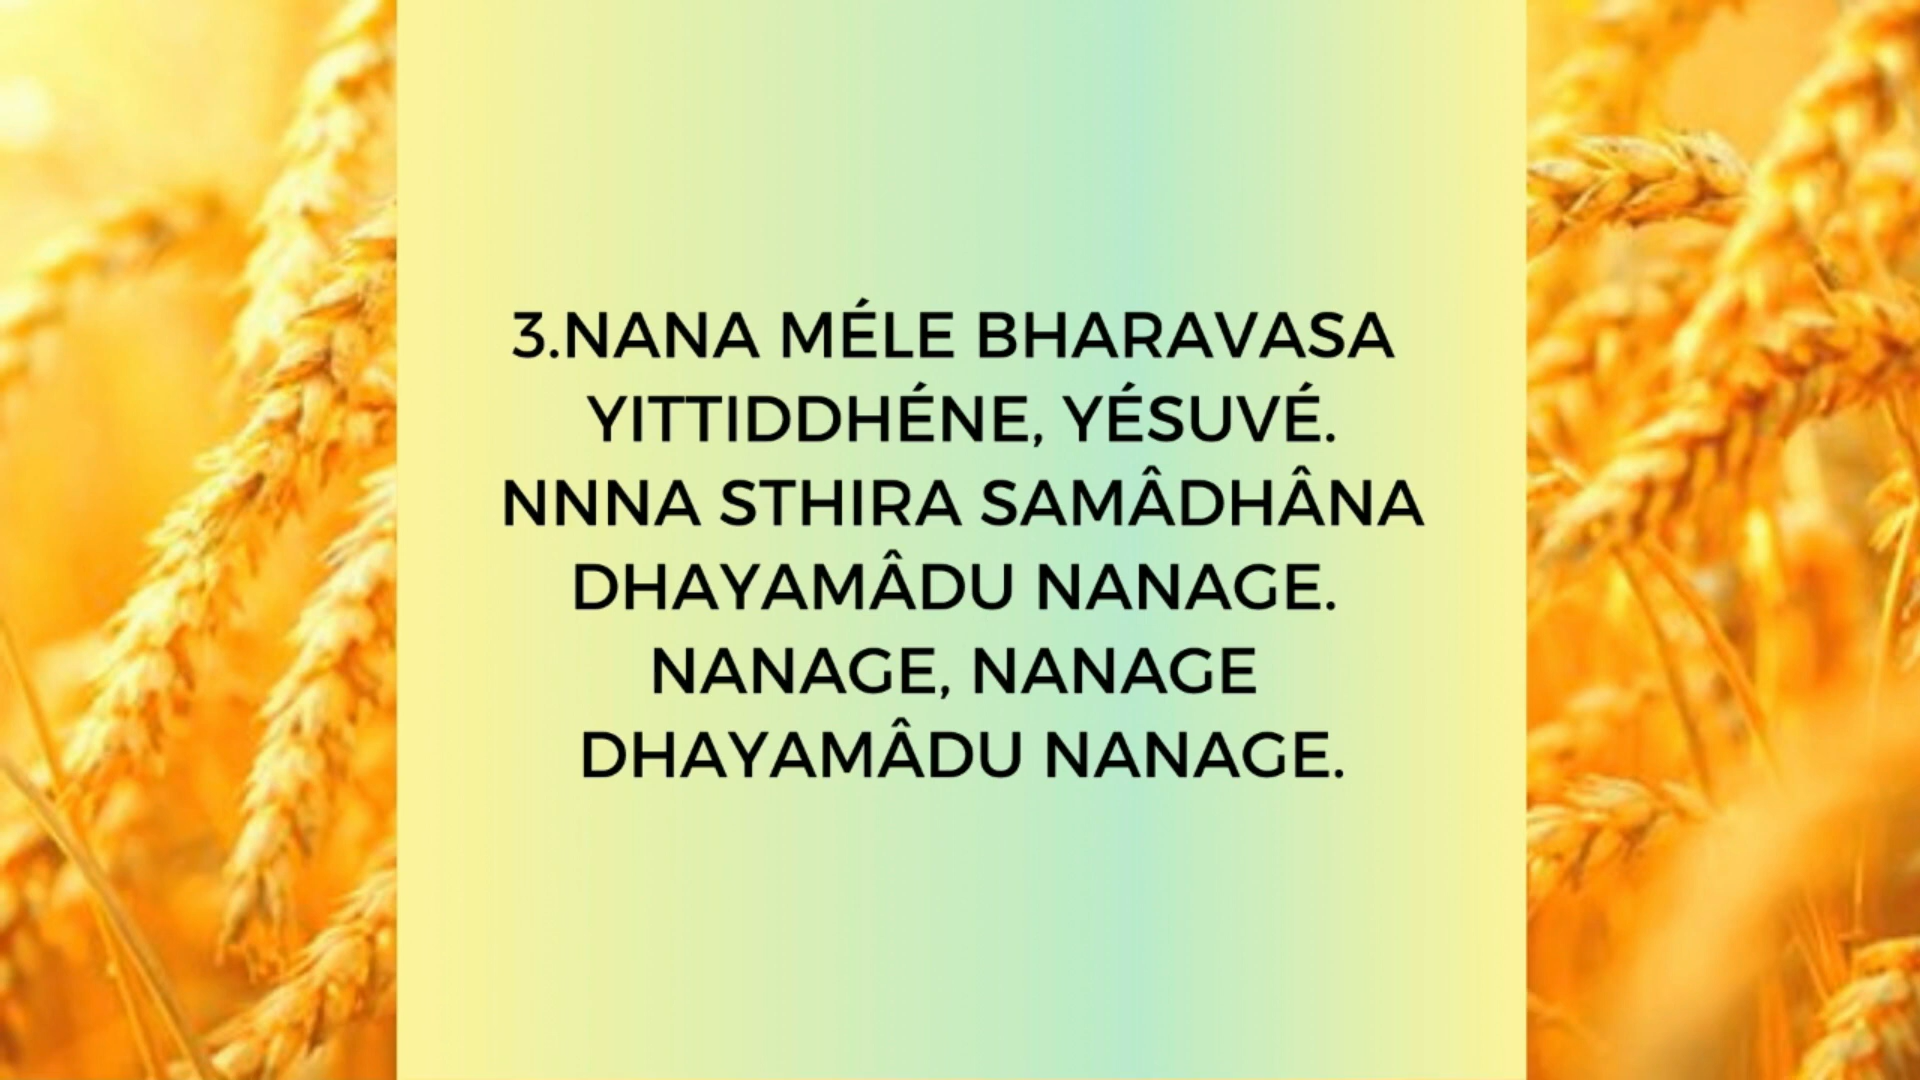 3.NANA MÉLE BHARAVASA
YITTIDDHÉNE, YÉSUVÉ.
NNNA STHIRA SAMÂDHÂNA
DHAYAMÂDU NANAGE.
NANAGE, NANAGE
DHAYAMÂDU NANAGE.